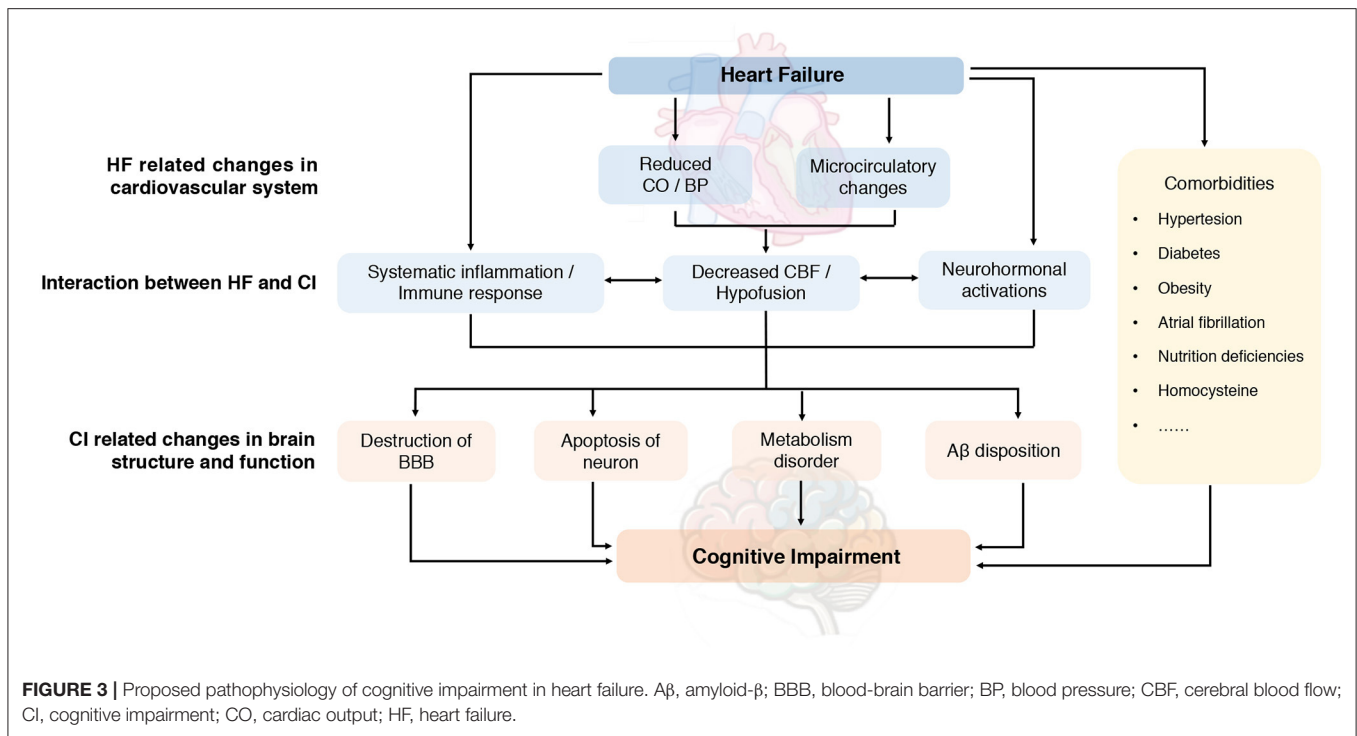 Heart Failure
HF related changes in
cardiovascular system
Reduced
CO / BP
Microcirculatory
changes
Comorbidities
• Hypertesion
• Diabetes
• Obesity
• Atrial fibrillation
• Nutrition deficiencies
• Homocysteine
• ……
Interaction between HF and CI
Systematic inflammation /
Immune response
Decreased CBF /
Hypofusion
Neurohormonal
activations
CI related changes in brain
structure and function
Destruction of
BBB
Apoptosis of
neuron
Metabolism
disorder
Aβ disposition
Cognitive Impairment
FIGURE 3 | Proposed pathophysiology of cognitive impairment in heart failure. Aβ, amyloid-β; BBB, blood-brain barrier; BP, blood pressure; CBF, cerebral blood flow;
CI, cognitive impairment; CO, cardiac output; HF, heart failure.